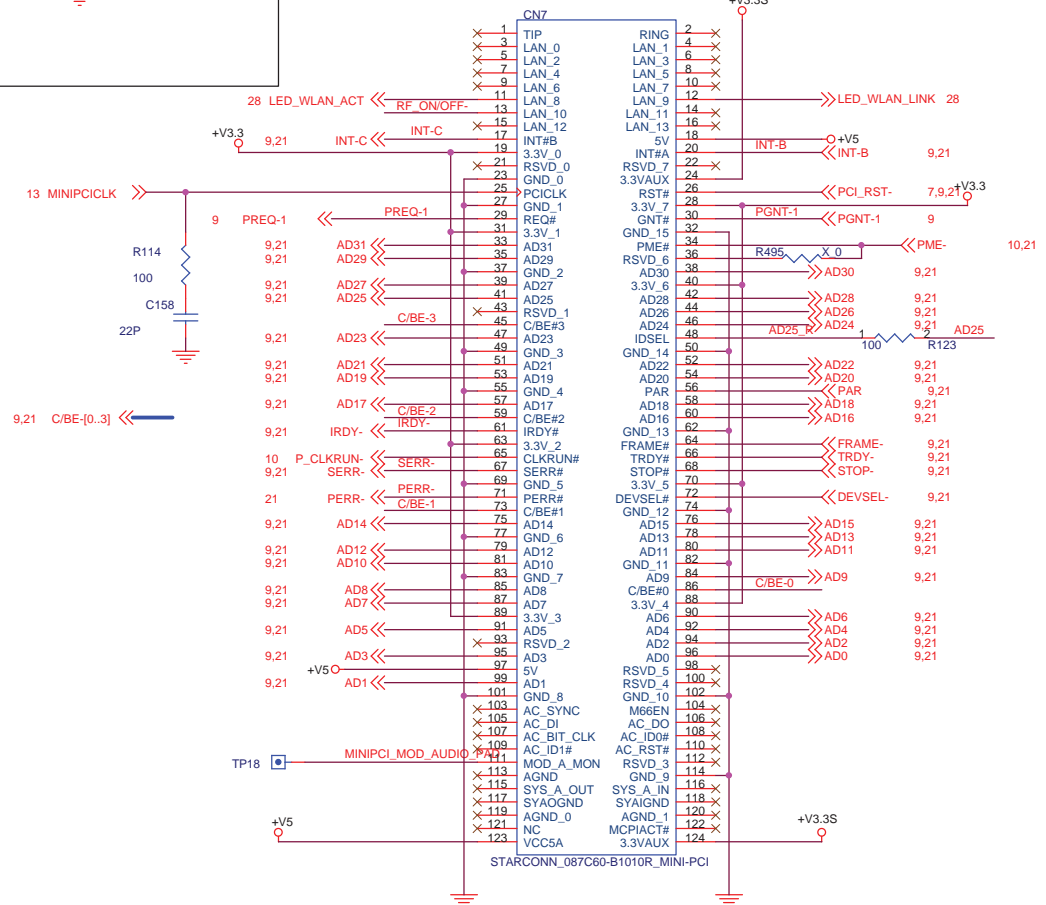 +V3.3S
CN7
1 TIP RING 2
3 LAN_0 LAN_1 4
5 LAN_2 LAN_3 6
7 LAN_4 LAN_5 8
9 LAN_6 LAN_7 10
28 LED_WLAN_ACT 11 LAN_8 LAN_9 12 LED_WLAN_LINK 28
RF_ON/OFF- 13 LAN_10 LAN_11 14
15 LAN_12 LAN_13 16
9,21 INT-C INT-C 17 INT#B 5V 18 +V5
+V3.3 19 3.3V_0 INT#A 20 INT-B INT-B 9,21
21 RSVD_0 RSVD_7 22
23 GND_0 3.3VAUX 24
13 MINIPCICLK 25 PCICLK RST# 26 PCI_RST- 7,9,21
27 GND_1 3.3V_7 28 +V3.3
9 PREQ-1 PREQ-1 29 REQ# GNT# 30 PGNT-1 PGNT-1 9
31 3.3V_1 GND_15 32
9,21 AD31 33 AD31 PME# 34 PME- 10,21
9,21 AD29 35 AD29 RSVD_6 36 R495 X_0
37 GND_2 AD30 38 AD30 9,21
9,21 AD27 39 AD27 3.3V_6 40
9,21 AD25 41 AD25 AD28 42 AD28 9,21
43 RSVD_1 AD26 44 AD26 9,21
C/BE-3 45 C/BE#3 AD24 46 AD24 9,21
9,21 AD23 47 AD23 IDSEL 48 AD25_R 1 2 AD25
100 R123
49 GND_3 GND_14 50
9,21 AD21 51 AD21 AD22 52 AD22 9,21
9,21 AD19 53 AD19 AD20 54 AD20 9,21
55 GND_4 PAR 56 PAR 9,21
9,21 AD17 57 AD17 AD18 58 AD18 9,21
C/BE-2 59 C/BE#2 AD16 60 AD16 9,21
9,21 IRDY- IRDY- 61 IRDY# GND_13 62
63 3.3V_2 FRAME# 64 FRAME- 9,21
10 P_CLKRUN- 65 CLKRUN# TRDY# 66 TRDY- 9,21
9,21 SERR- SERR- 67 SERR# STOP# 68 STOP- 9,21
69 GND_5 3.3V_5 70
21 PERR- PERR- 71 PERR# DEVSEL# 72 DEVSEL- 9,21
C/BE-1 73 C/BE#1 GND_12 74
9,21 AD14 75 AD14 AD15 76 AD15 9,21
77 GND_6 AD13 78 AD13 9,21
9,21 AD12 79 AD12 AD11 80 AD11 9,21
9,21 AD10 81 AD10 GND_11 82
83 GND_7 AD9 84 AD9 9,21
9,21 AD8 85 AD8 C/BE#0 86 C/BE-0
9,21 AD7 87 AD7 3.3V_4 88
89 3.3V_3 AD6 90 AD6 9,21
9,21 AD5 91 AD5 AD4 92 AD4 9,21
93 RSVD_2 AD2 94 AD2 9,21
9,21 AD3 95 AD3 AD0 96 AD0 9,21
+V5 97 5V RSVD_5 98
9,21 AD1 99 AD1 RSVD_4 100
101 GND_8 GND_10 102
103 AC_SYNC M66EN 104
105 AC_DI AC_DO 106
107 AC_BIT_CLK AC_ID0# 108
109 AC_ID1# AC_RST# 110
TP18 MINIPCI_MOD_AUDIO_PAD 111 MOD_A_MON RSVD_3 112
113 AGND GND_9 114
115 SYS_A_OUT SYS_A_IN 116
117 SYAOGND SYAIGND 118
119 AGND_0 AGND_1 120
121 NC MCPIACT# 122
+V5 123 VCC5A 3.3VAUX 124 +V3.3S
STARCONN_087C60-B1010R_MINI-PCI
R114
100
C158
22P
9,21 C/BE-[0..3]